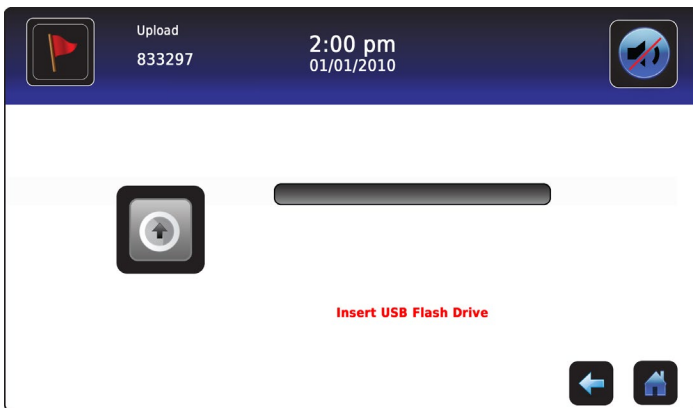 Upload
833297
2:00 pm
01/01/2010
Insert USB Flash Drive